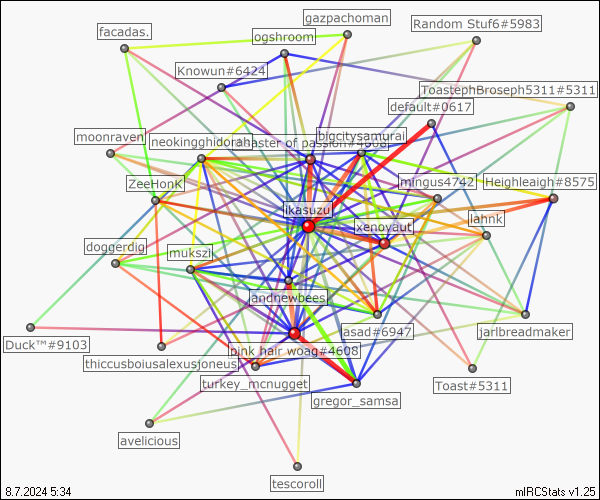 gazpachoman
Random Stuf6#5983
facadas.
ogshroom
Knowun#6424
ToastephBroseph5311#5311
default#0617
bigcitysamurai
moonraven
neokingghidorah
master of passion#4608
ZeeHonK
mingus4742
Heighleaigh#8575
ikasuzu
lahnk
xenoyaut
doggerdig
mukszi
andnewbees
asad#6947
jarlbreadmaker
Duck™#9103
pink hair woag#4608
thiccusboiusalexusjoneus
turkey_mcnugget
Toast#5311
gregor_samsa
avelicious
tescoroll
8.7.2024 5:34
mIRCStats v1.25